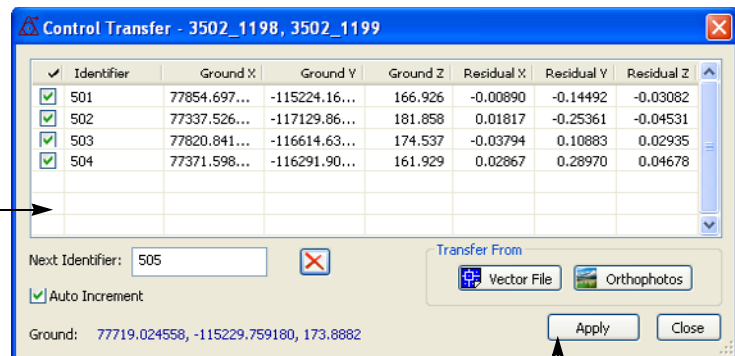 Control Transfer - 3502_1198, 3502_1199
Identifier Ground X Ground Y Ground Z Residual X Residual Y Residual Z
501 77854.697... -115224.16... 166.926 -0.00890 -0.14492 -0.03082
502 77337.526... -117129.86... 181.858 0.01817 -0.25361 -0.04531
503 77820.841... -116614.63... 174.537 -0.03794 0.10883 0.02935
504 77371.598... -116291.90... 161.929 0.02867 0.28970 0.04678
Transfer From
Next Identifier: 505
Vector File Orthophotos
Auto Increment
Ground: 77719.024558, -115229.759180, 173.8882
Apply Close